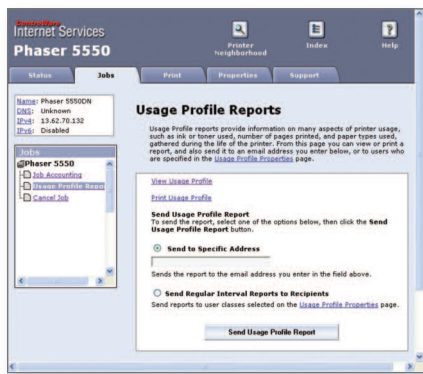 CentreWare
Internet Services
Phaser 5550
Printer
Neighborhood
Index
Help
Status
Jobs
Print
Properties
Support
Name: Phaser 5550DN
DNS: Unknown
IPv4: 13.62.70.132
IPv6: Disabled
Jobs
Phaser 5550
Job Accounting
Usage Profile Repor
Cancel Job
Usage Profile Reports
Usage Profile reports provide information on many aspects of printer usage,
such as ink or toner used, number of pages printed, and paper types used,
gathered during the life of the printer. From this page you can view or print a
report, and also send it to an email address you enter below, or to users who
are specified in the Usage Profile Properties page.
View Usage Profile
Print Usage Profile
Send Usage Profile Report
To send the report, select one of the options below, then click the Send
Usage Profile Report button.
Send to Specific Address
Sends the report to the email address you enter in the field above.
Send Regular Interval Reports to Recipients
Send reports to user classes selected on the Usage Profile Properties page.
Send Usage Profile Report